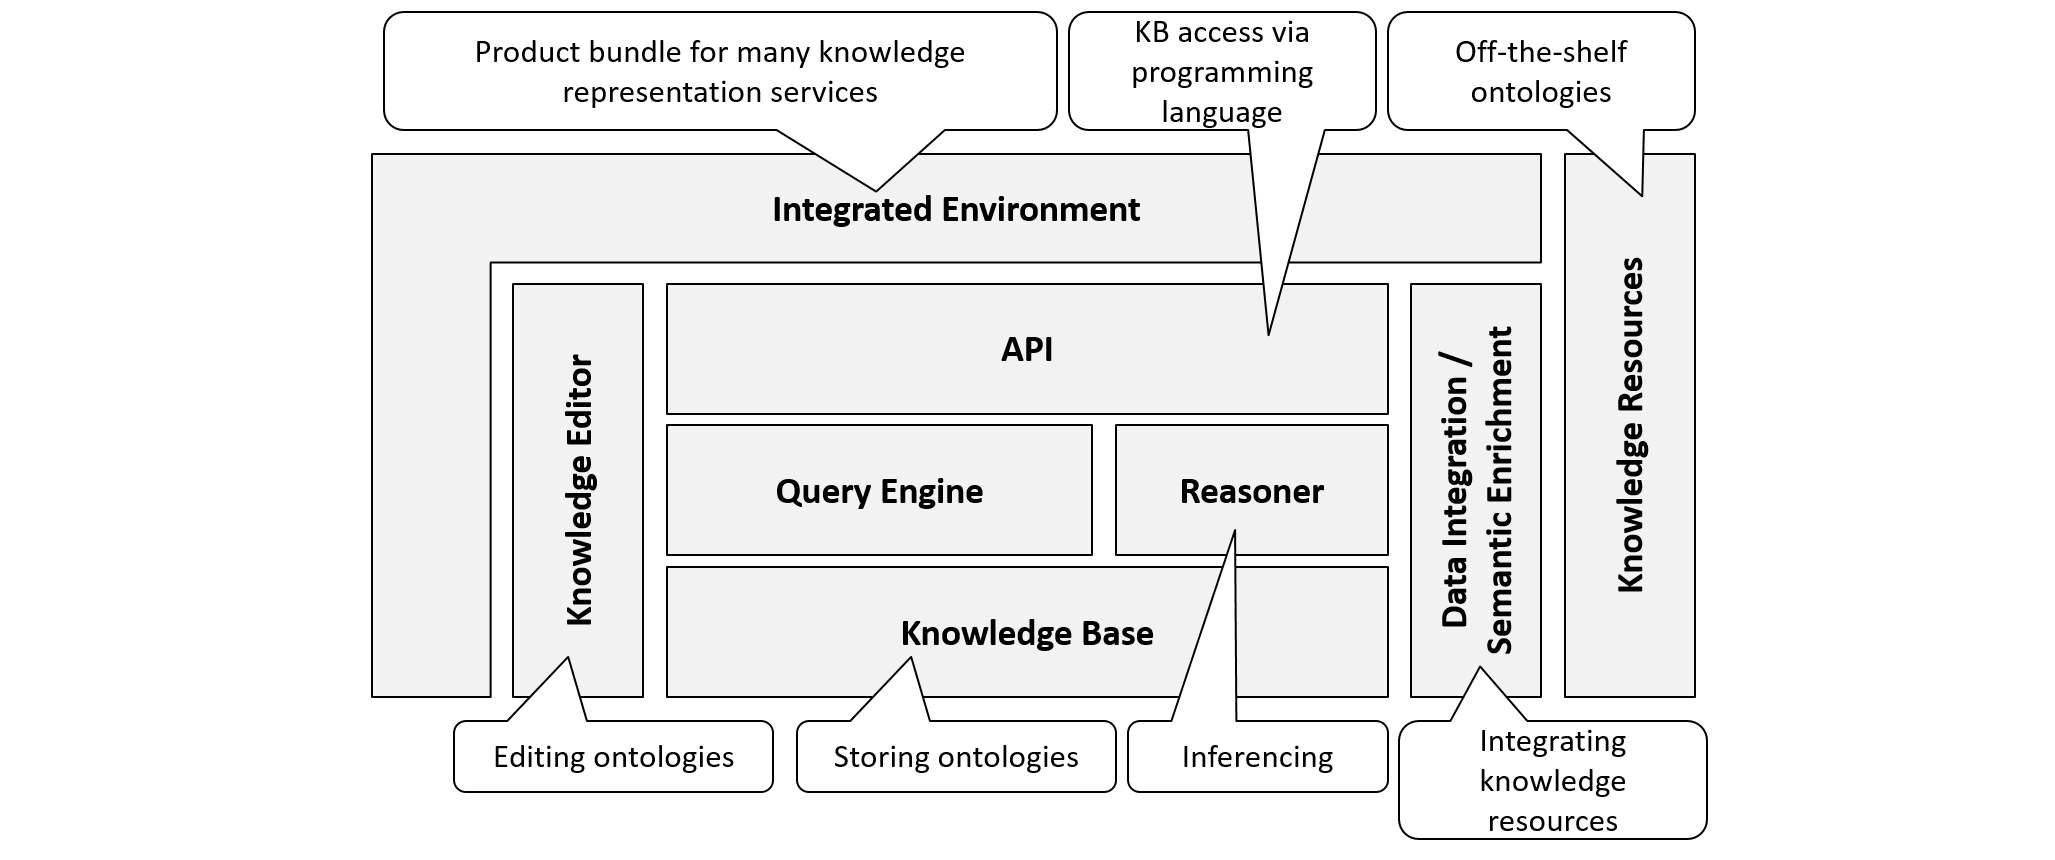 Product bundle for many knowledge
representation services
KB access via
programming
language
Off-the-shelf
ontologies
Integrated Environment
Knowledge Editor
API
Query Engine
Reasoner
Knowledge Base
Data Integration /
Semantic Enrichment
Knowledge Resources
Editing ontologies
Storing ontologies
Inferencing
Integrating
knowledge
resources